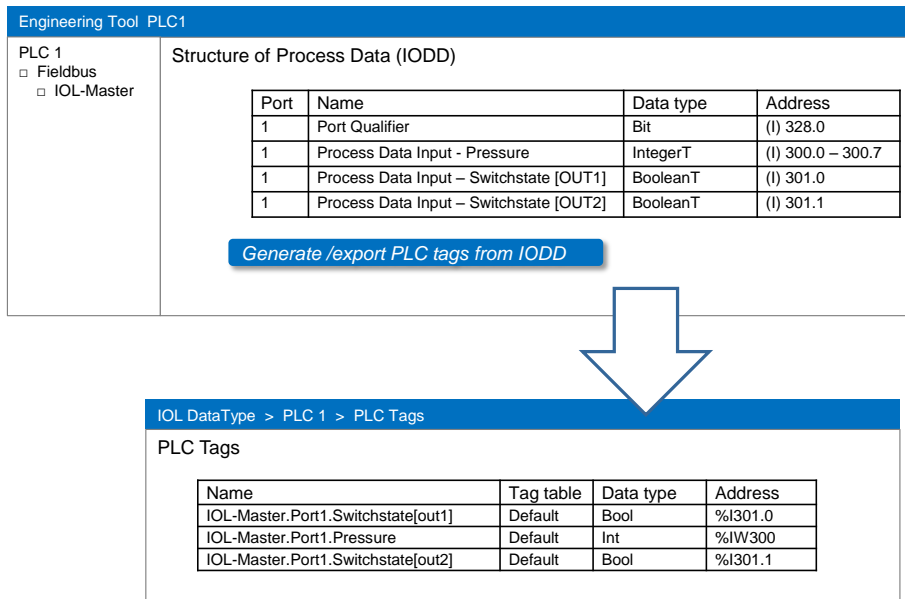 Engineering Tool PLC1
PLC 1
□ Fieldbus
□ IOL-Master
Structure of Process Data (IODD)
Port Name Data type Address
1 Port Qualifier Bit (I) 328.0
1 Process Data Input - Pressure IntegerT (I) 300.0 – 300.7
1 Process Data Input – Switchstate [OUT1] BooleanT (I) 301.0
1 Process Data Input – Switchstate [OUT2] BooleanT (I) 301.1
Generate /export PLC tags from IODD
IOL DataType > PLC 1 > PLC Tags
PLC Tags
Name Tag table Data type Address
IOL-Master.Port1.Switchstate[out1] Default Bool %I301.0
IOL-Master.Port1.Pressure Default Int %IW300
IOL-Master.Port1.Switchstate[out2] Default Bool %I301.1